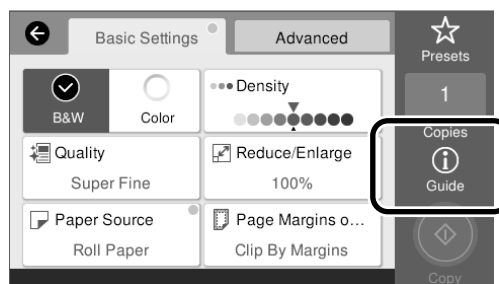 Basic Settings
Advanced
Presets
B&W
Color
Density
1
Copies
Quality
Super Fine
Reduce/Enlarge
100%
Guide
Paper Source
Roll Paper
Page Margins o...
Clip By Margins
Copy